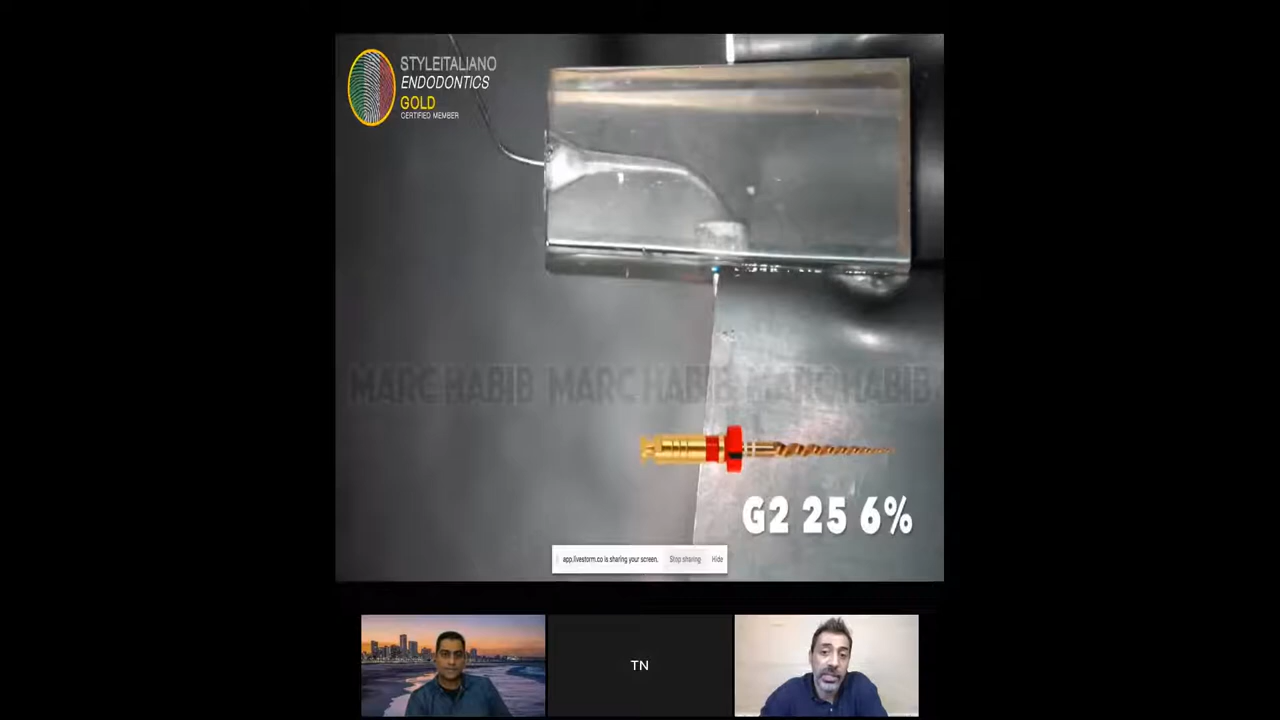 STYLEITALIANO
ENDODONTICS
GOLD
CERTIFIED MEMBER
MARC HABIB MARC HABIB MARC HABIB
G2 25 6%
app.livestorm.co is sharing your screen. Stop sharing Hide
TN